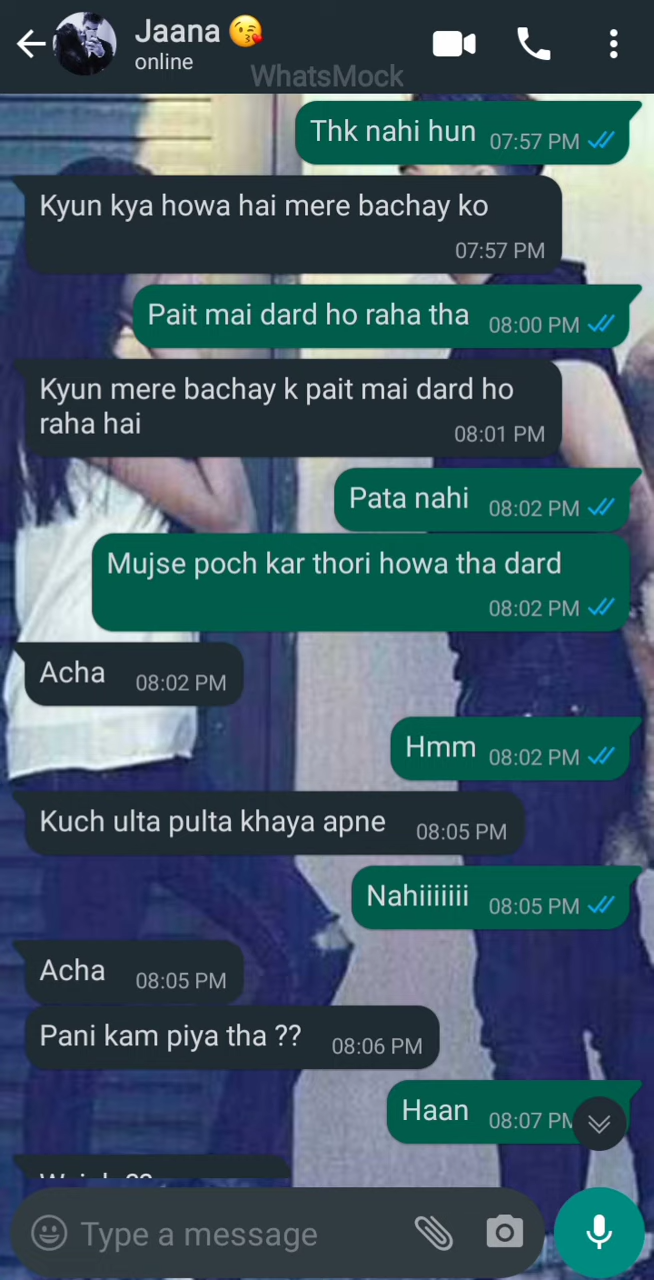 Jaana 😘
online
WhatsMock
Thk nahi hun 07:57 PM
Kyun kya howa hai mere bachay ko
07:57 PM
Pait mai dard ho raha tha 08:00 PM
Kyun mere bachay k pait mai dard ho
raha hai 08:01 PM
Pata nahi 08:02 PM
Mujse poch kar thori howa tha dard
08:02 PM
Acha 08:02 PM
Hmm 08:02 PM
Kuch ulta pulta khaya apne 08:05 PM
Nahiiiiiii 08:05 PM
Acha 08:05 PM
Pani kam piya tha ?? 08:06 PM
Haan 08:07 PM
Type a message